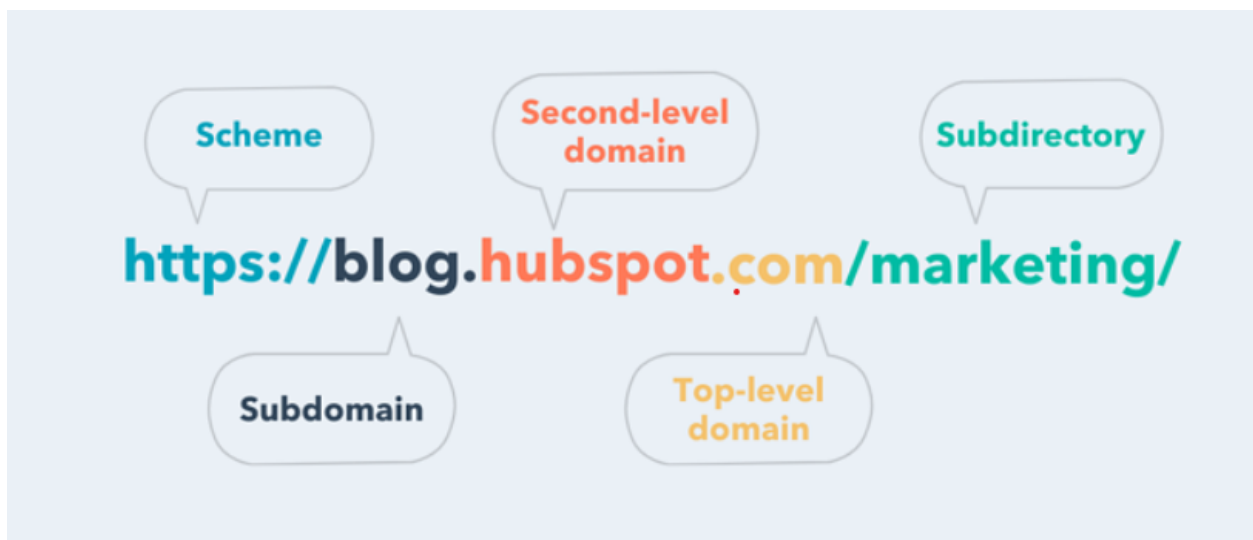 Scheme
Second-level
domain
Subdirectory
https://blog.hubspot.com/marketing/
Subdomain
Top-level
domain